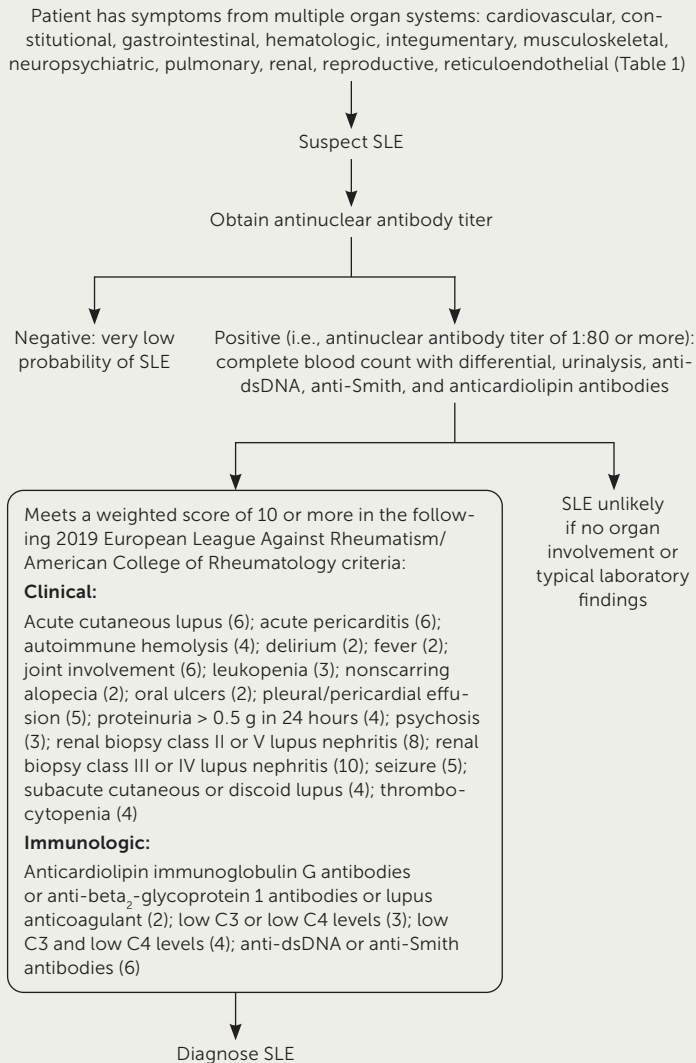 Patient has symptoms from multiple organ systems: cardiovascular, con-
stitutional, gastrointestinal, hematologic, integumentary, musculoskeletal,
neuropsychiatric, pulmonary, renal, reproductive, reticuloendothelial (Table 1)
Suspect SLE
Obtain antinuclear antibody titer
Negative: very low
probability of SLE
Positive (i.e., antinuclear antibody titer of 1:80 or more):
complete blood count with differential, urinalysis, anti-
dsDNA, anti-Smith, and anticardiolipin antibodies
Meets a weighted score of 10 or more in the follow-
ing 2019 European League Against Rheumatism/
American College of Rheumatology criteria:
Clinical:
Acute cutaneous lupus (6); acute pericarditis (6);
autoimmune hemolysis (4); delirium (2); fever (2);
joint involvement (6); leukopenia (3); nonscarring
alopecia (2); oral ulcers (2); pleural/pericardial effu-
sion (5); proteinuria > 0.5 g in 24 hours (4); psychosis
(3); renal biopsy class II or V lupus nephritis (8); renal
biopsy class III or IV lupus nephritis (10); seizure (5);
subacute cutaneous or discoid lupus (4); thrombo-
cytopenia (4)
Immunologic:
Anticardiolipin immunoglobulin G antibodies
or anti-beta₂-glycoprotein 1 antibodies or lupus
anticoagulant (2); low C3 or low C4 levels (3); low
C3 and low C4 levels (4); anti-dsDNA or anti-Smith
antibodies (6)
SLE unlikely
if no organ
involvement or
typical laboratory
findings
Diagnose SLE